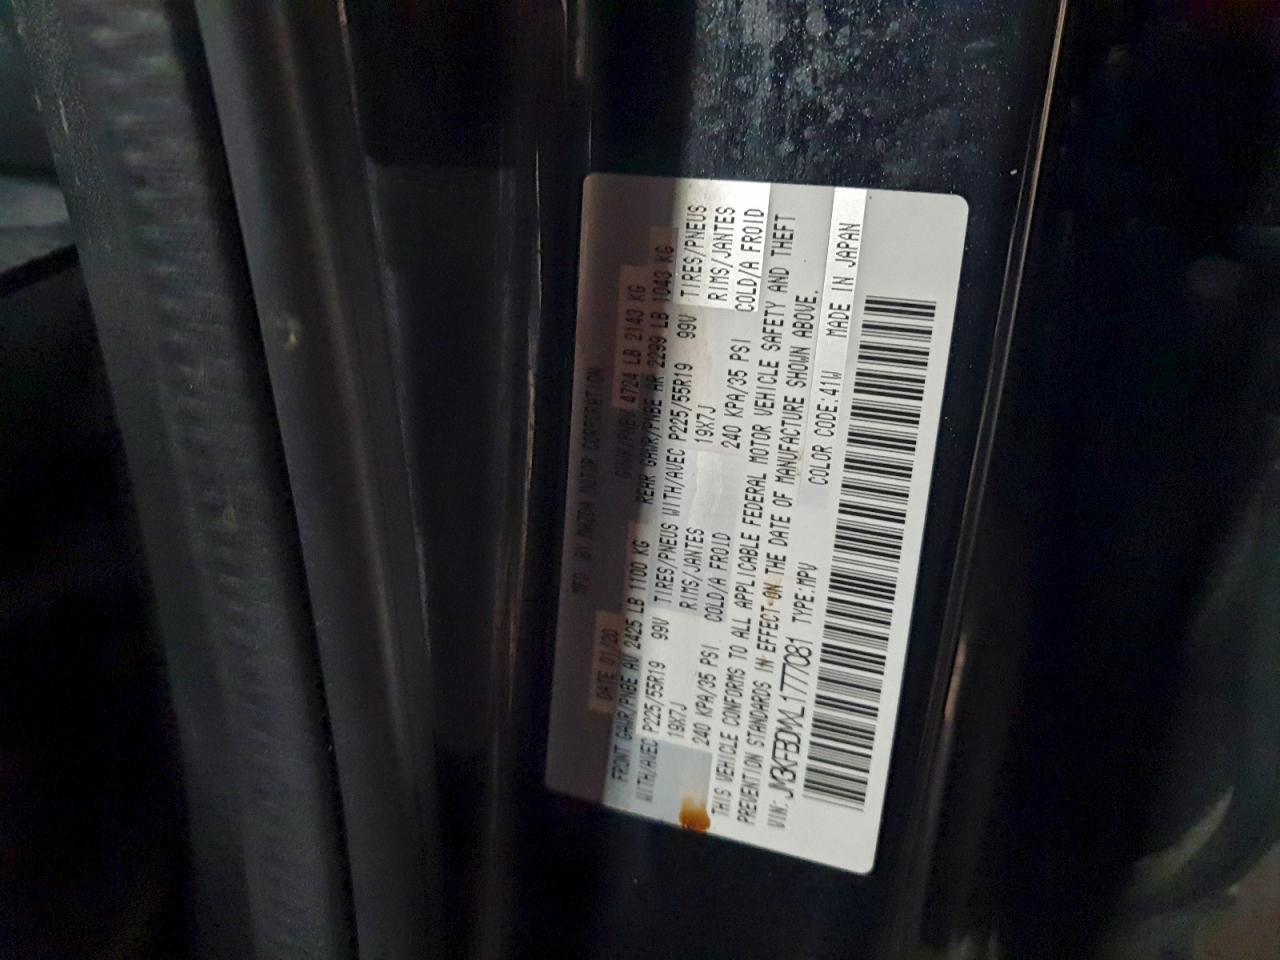 MFD BY MAZDA MOTOR CORPORATION
DATE 01/20 GVWR/PNBV 4724 LB 2143 KG
FRONT GAWR/PNBE AV 2425 LB 1100 KG REAR GAWR/PNBE AR 2299 LB 1043 KG
WITH/AVEC P225/55R19 99V TIRES/PNEUS WITH/AVEC P225/55R19 99V TIRES/PNEUS
19X7J RIMS/JANTES 19X7J RIMS/JANTES
240 KPA/35 PSI. COLD/A FROID 240 KPA/35 PSI COLD/A FROID
THIS VEHICLE CONFORMS TO ALL APPLICABLE FEDERAL MOTOR VEHICLE SAFETY AND THEFT
PREVENTION STANDARDS IN EFFECT ON THE DATE OF MANUFACTURE SHOWN ABOVE.
VIN: JM3KFBDMXL1777081 TYPE:MPV COLOR CODE:41W MADE IN JAPAN